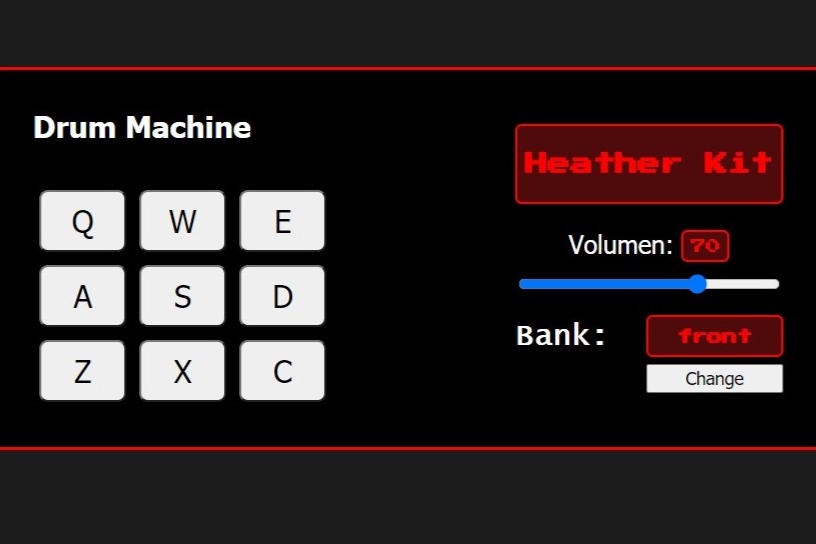 Drum Machine
Heather Kit
Q W E
Volumen: 70
A S D
Bank: front
Z X C
Change